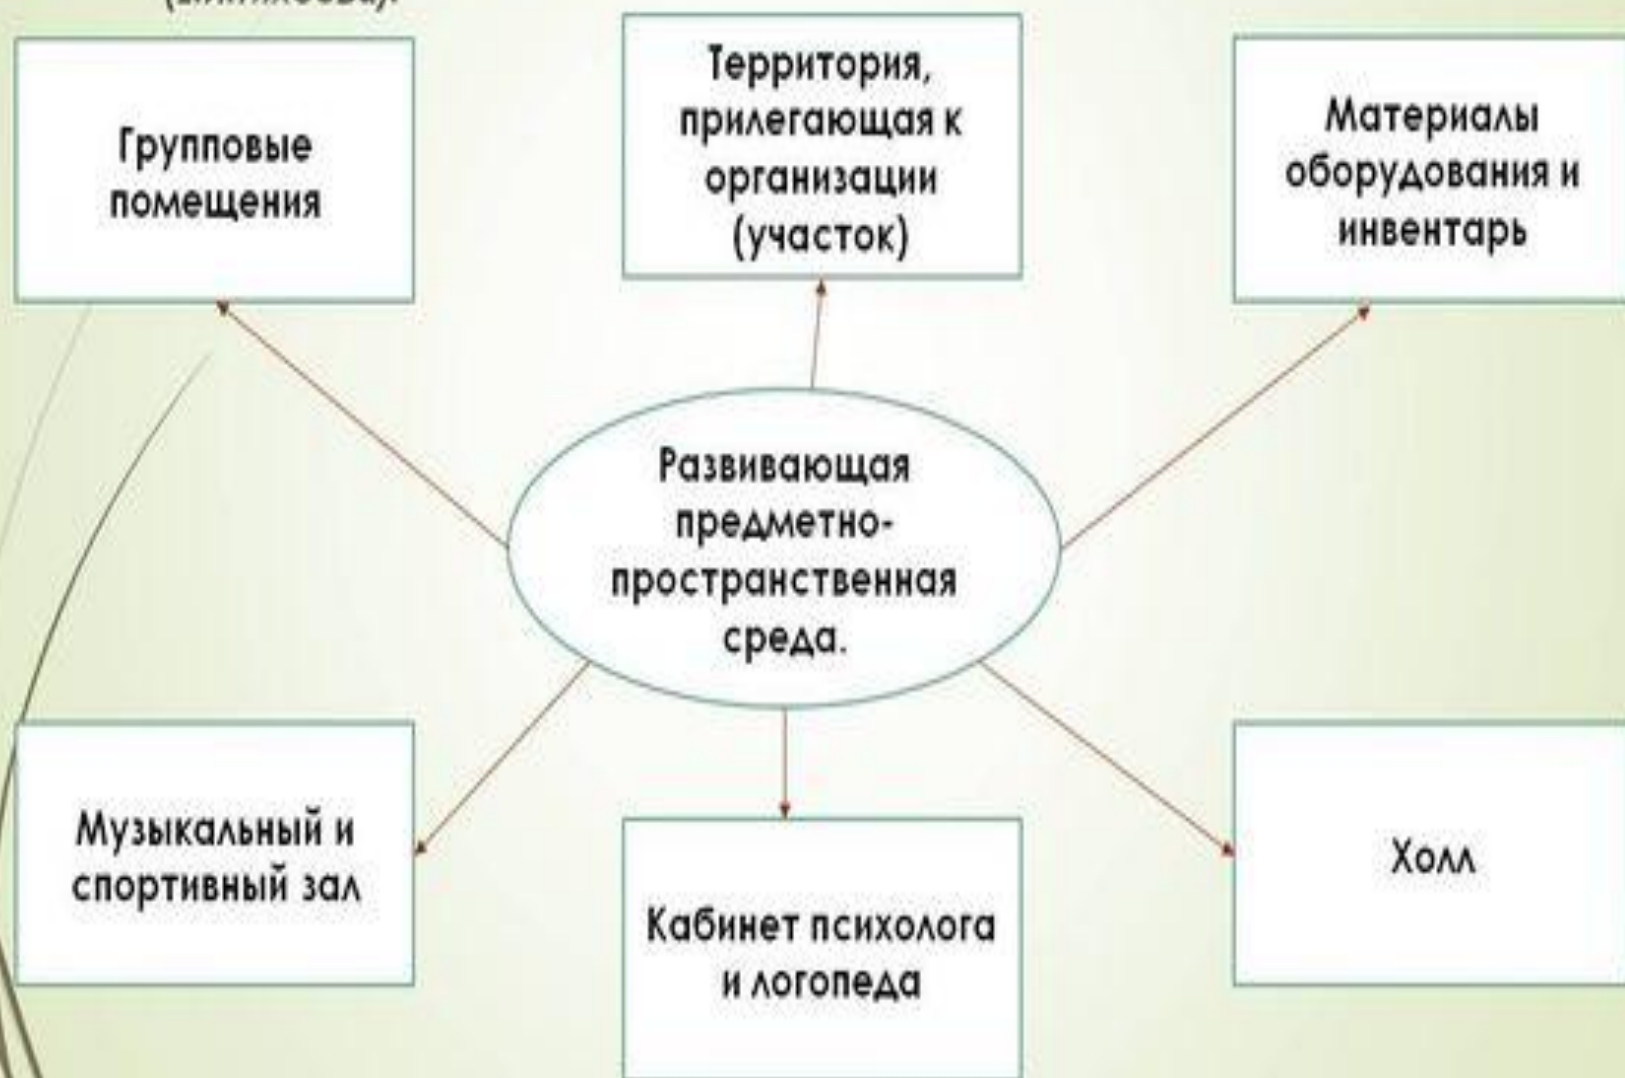 Групповые
помещения
Территория,
прилегающая к
организации
(участок)
Материалы
оборудования и
инвентарь
Развивающая
предметно-
пространственная
среда.
Музыкальный и
спортивный зал
Кабинет психолога
и логопеда
Холл